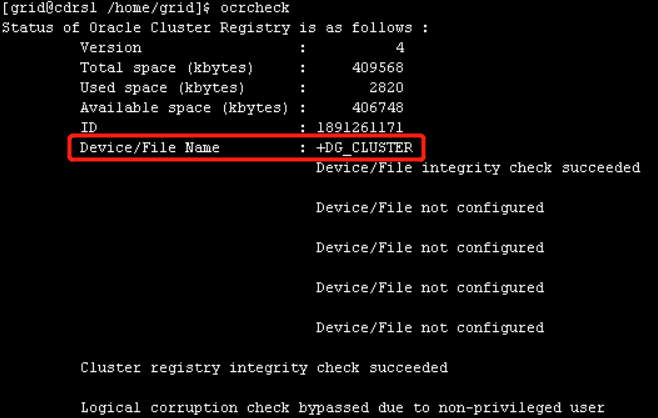 [grid@cdrsl /home/grid]$ ocrcheck
Status of Oracle Cluster Registry is as follows :
Version : 4
Total space (kbytes) : 409568
Used space (kbytes) : 2820
Available space (kbytes) : 406748
ID : 1891261171
Device/File Name : +DG_CLUSTER
Device/File integrity check succeeded
Device/File not configured
Device/File not configured
Device/File not configured
Device/File not configured
Cluster registry integrity check succeeded
Logical corruption check bypassed due to non-privileged user